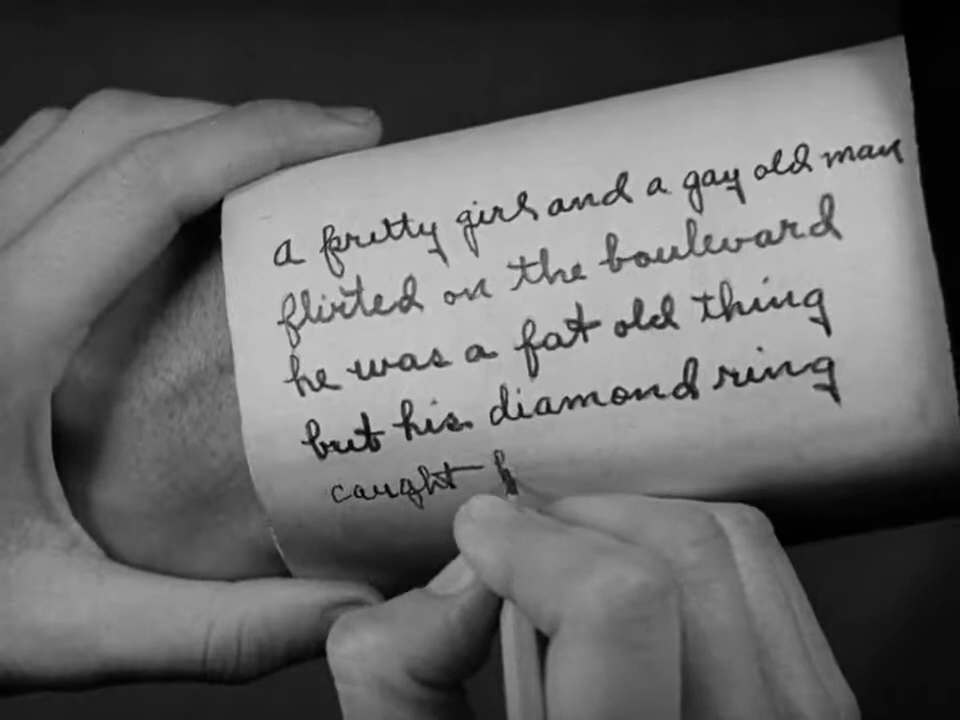 a pretty girl and a gay old man
flirted on the boulevard
he was a fat old thing
but his diamond ring
caught